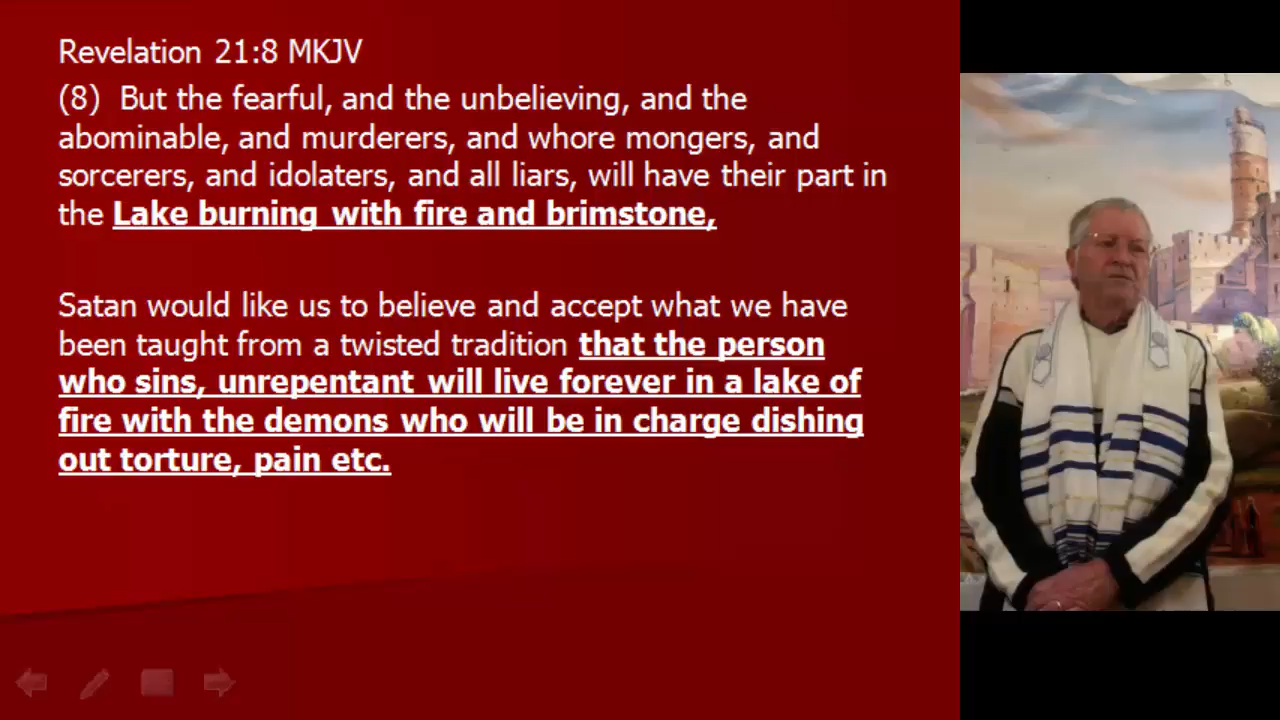 Revelation 21:8 MKJV
(8)  But the fearful, and the unbelieving, and the
abominable, and murderers, and whore mongers, and
sorcerers, and idolaters, and all liars, will have their part in
the Lake burning with fire and brimstone,
Satan would like us to believe and accept what we have
been taught from a twisted tradition that the person
who sins, unrepentant will live forever in a lake of
fire with the demons who will be in charge dishing
out torture, pain etc.